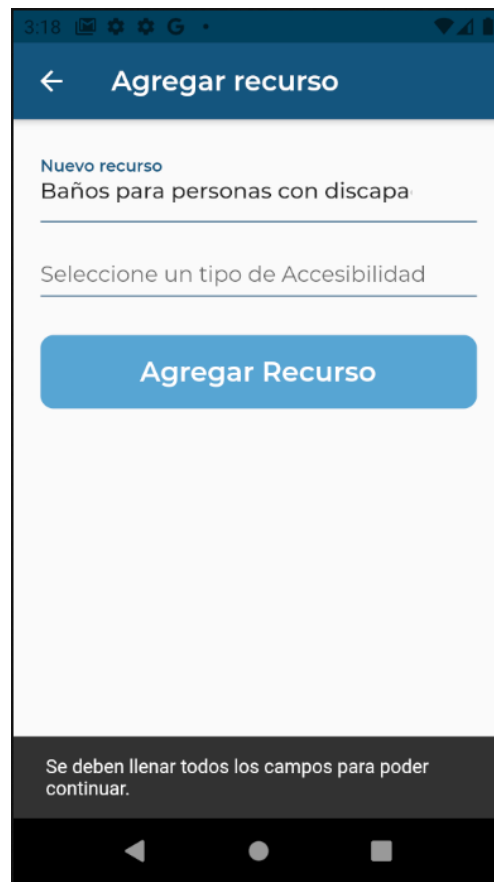 3:18 G
Agregar recurso
Nuevo recurso
Baños para personas con discapa
Seleccione un tipo de Accesibilidad
Agregar Recurso
Se deben llenar todos los campos para poder
continuar.